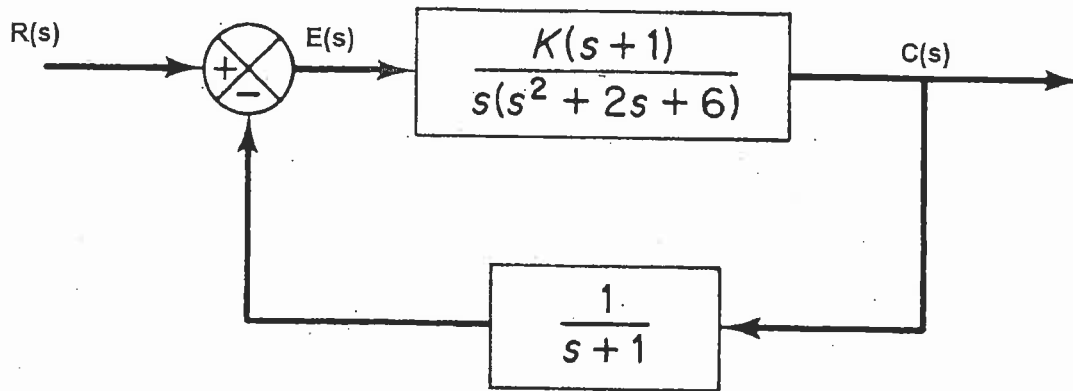 R(s)
+
−
E(s)
K(s + 1)
s(s² + 2s + 6)
C(s)
1
s + 1